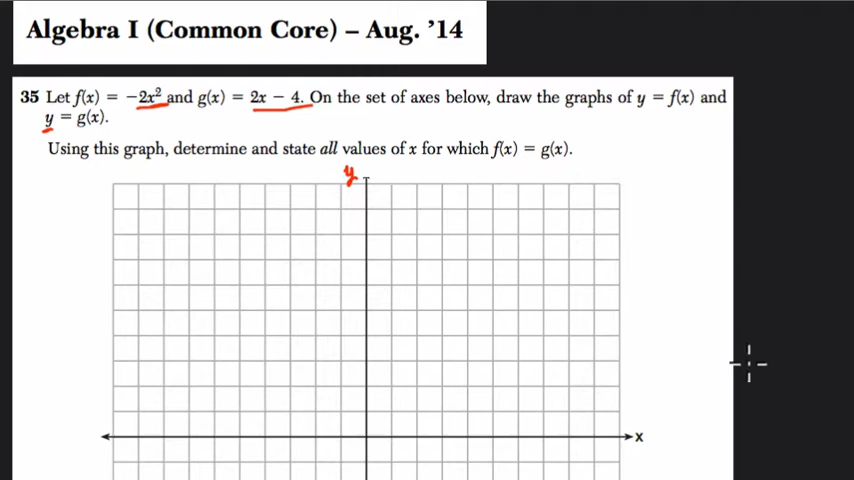 Algebra I (Common Core) – Aug. ’14
35 Let f(x) = −2x² and g(x) = 2x − 4. On the set of axes below, draw the graphs of y = f(x) and
y = g(x).
Using this graph, determine and state all values of x for which f(x) = g(x).
y
x